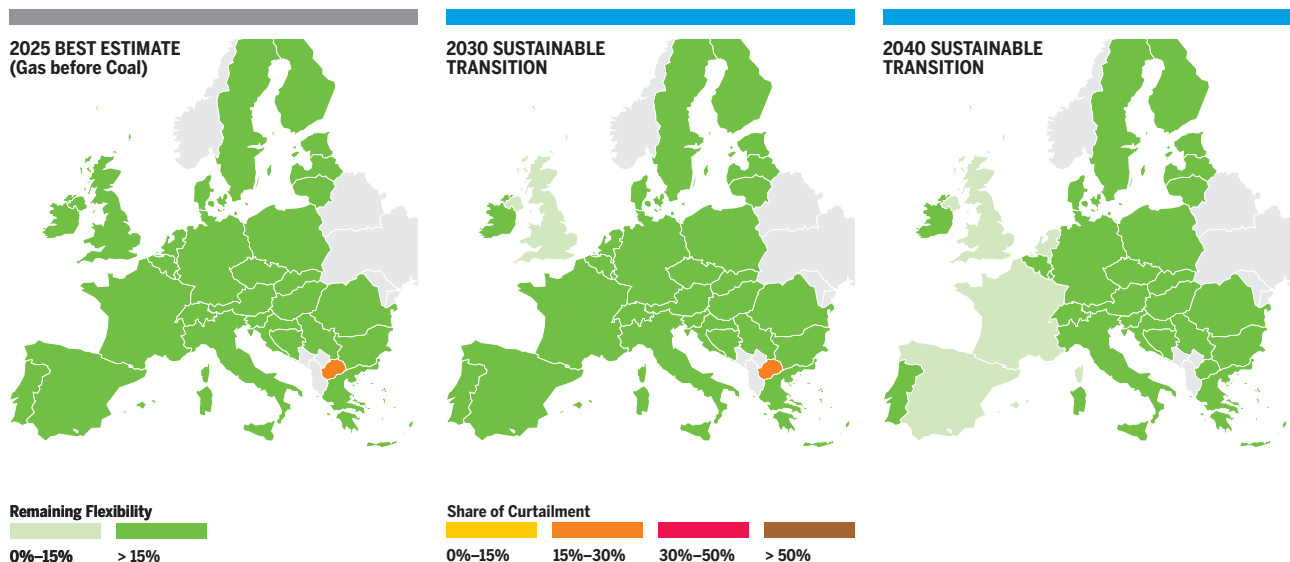 2025 BEST ESTIMATE
(Gas before Coal)
2030 SUSTAINABLE
TRANSITION
2040 SUSTAINABLE
TRANSITION
Remaining Flexibility
0%–15%
> 15%
Share of Curtailment
0%–15%
15%–30%
30%–50%
> 50%